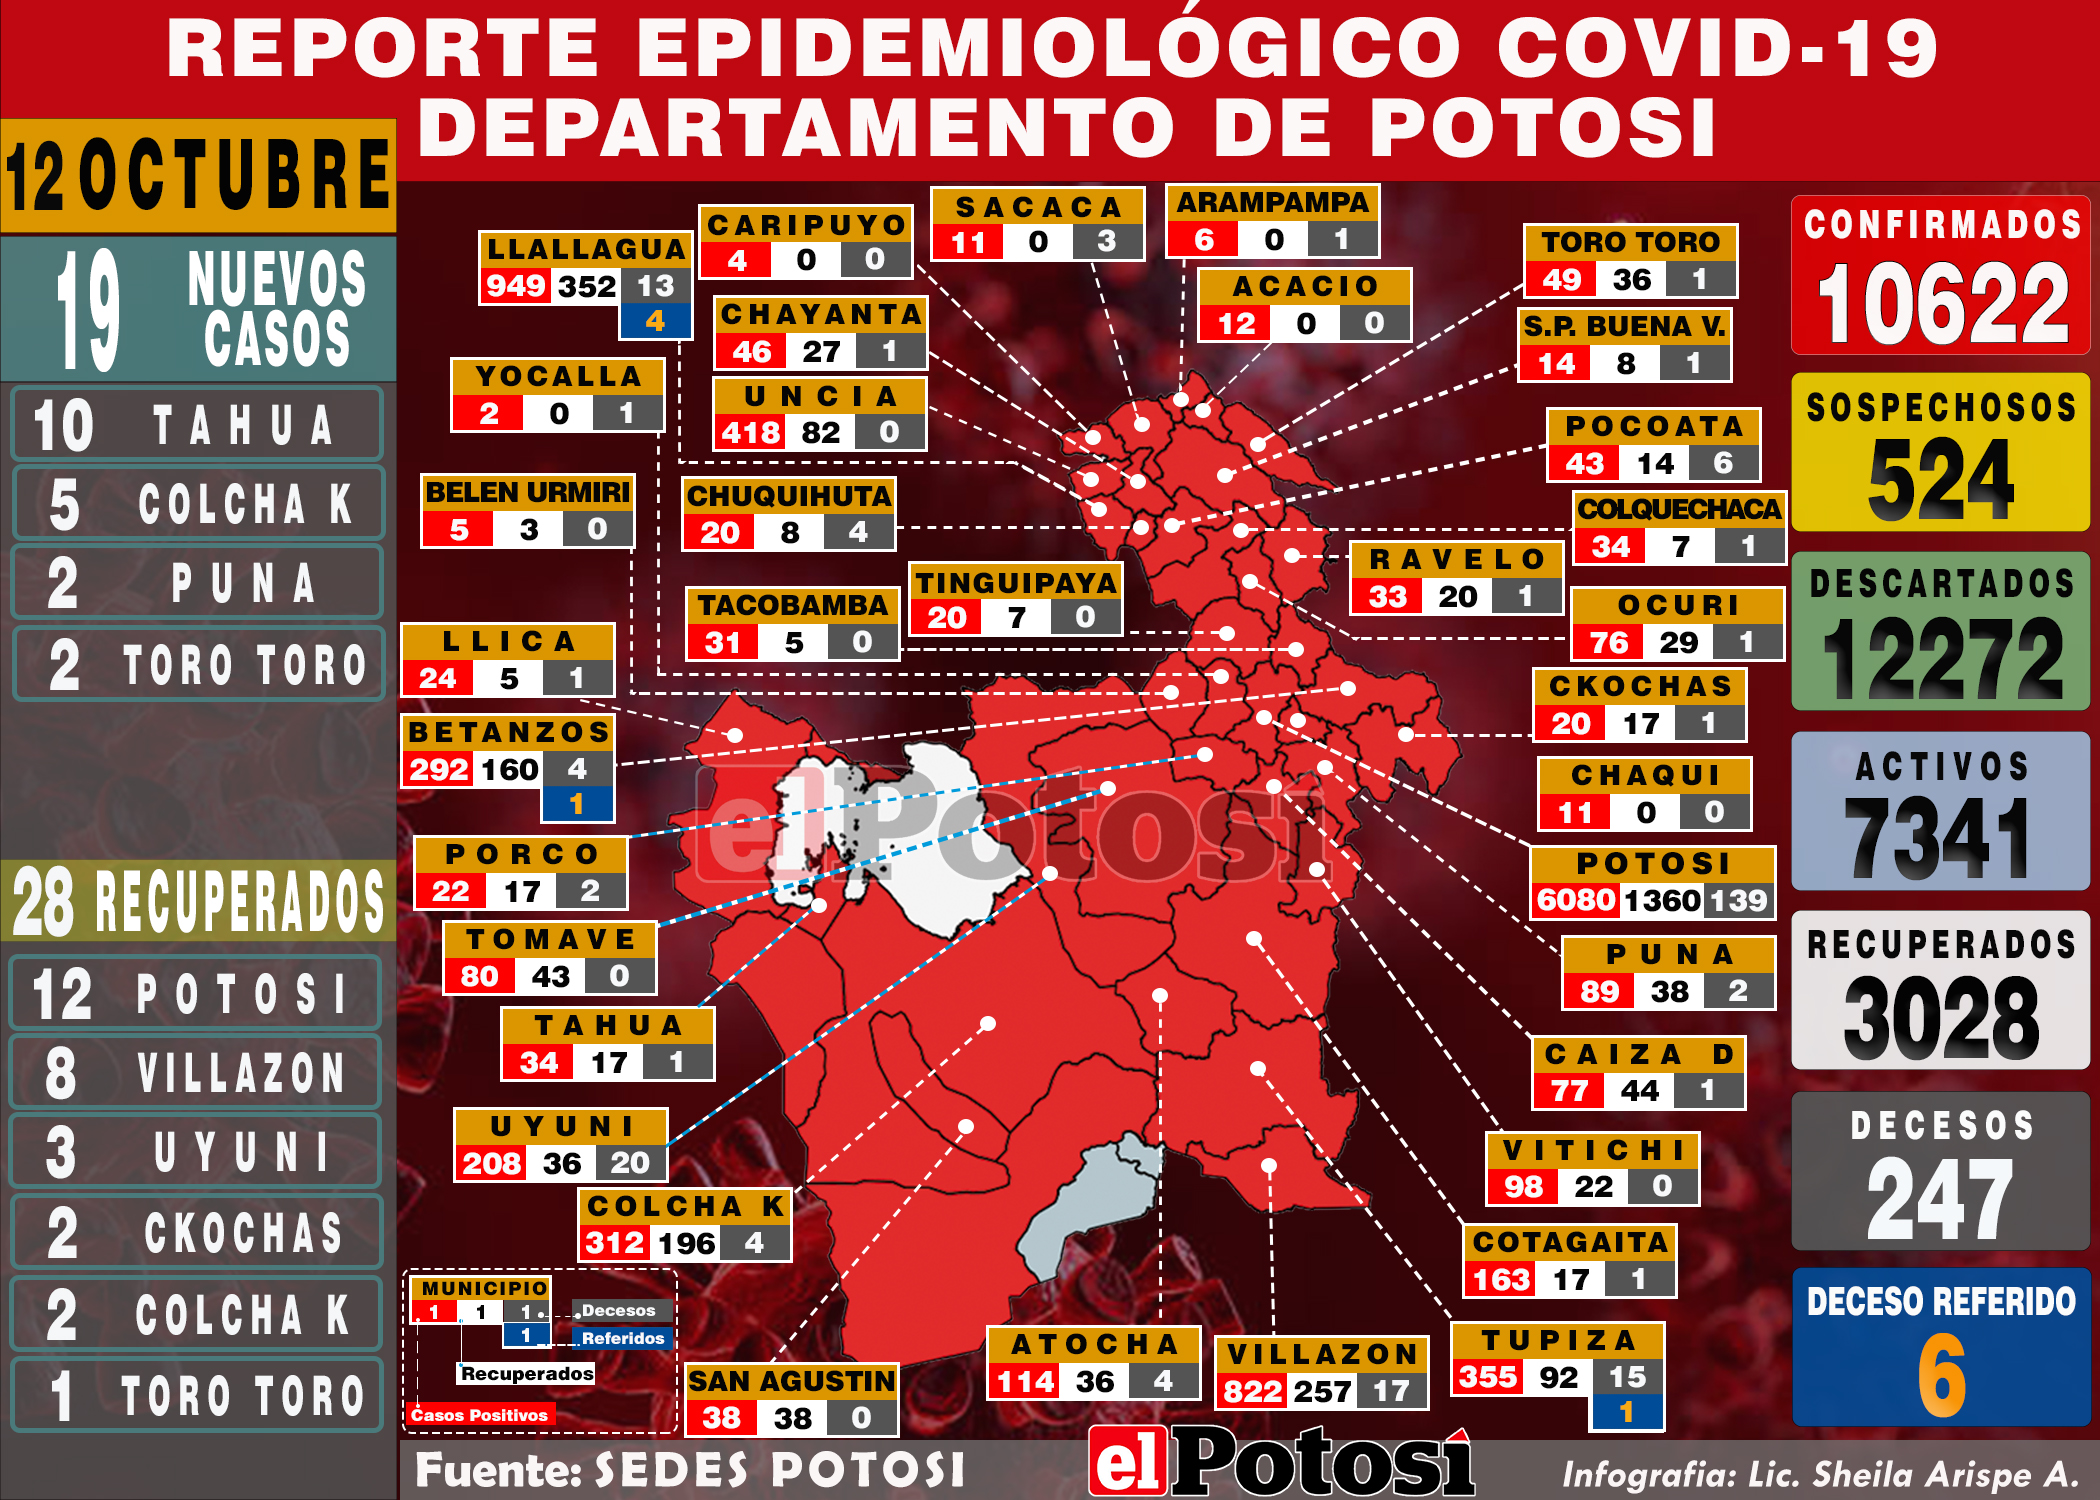 REPORTE EPIDEMIOLÓGICO COVID-19
DEPARTAMENTO DE POTOSI
12 OCTUBRE
19 NUEVOS CASOS
10 TAHUA
5 COLCHA K
2 PUNA
2 TORO TORO
28 RECUPERADOS
12 POTOSI
8 VILLAZON
3 UYUNI
2 CKOCHAS
2 COLCHA K
1 TORO TORO
LLALLAGUA
949 352 13
4
CARIPUYO
4 0 0
SACACA
11 0 3
ARAMPAMPA
6 0 1
ACACIO
12 0 0
TORO TORO
49 36 1
S.P. BUENA V.
14 8 1
CHAYANTA
46 27 1
UNCIA
418 82 0
YOCALLA
2 0 1
POCOATA
43 14 6
BELEN URMIRI
5 3 0
CHUQUIHUTA
20 8 4
COLQUECHACA
34 7 1
RAVELO
33 20 1
TINGUIPAYA
20 7 0
TACOBAMBA
31 5 0
OCURI
76 29 1
LLICA
24 5 1
CKOCHAS
20 17 1
BETANZOS
292 160 4
1
CHAQUI
11 0 0
PORCO
22 17 2
POTOSI
6080 1360 139
TOMAVE
80 43 0
PUNA
89 38 2
TAHUA
34 17 1
CAIZA D
77 44 1
UYUNI
208 36 20
VITICHI
98 22 0
COLCHA K
312 196 4
COTAGAITA
163 17 1
SAN AGUSTIN
38 38 0
ATOCHA
114 36 4
VILLAZON
822 257 17
TUPIZA
355 92 15
1
el Potosí
MUNICIPIO
1 1 1 Decesos
1 Referidos
Recuperados
Casos Positivos
CONFIRMADOS
10622
SOSPECHOSOS
524
DESCARTADOS
12272
ACTIVOS
7341
RECUPERADOS
3028
DECESOS
247
DECESO REFERIDO
6
Fuente: SEDES POTOSI
el Potosí
Infografia: Lic. Sheila Arispe A.